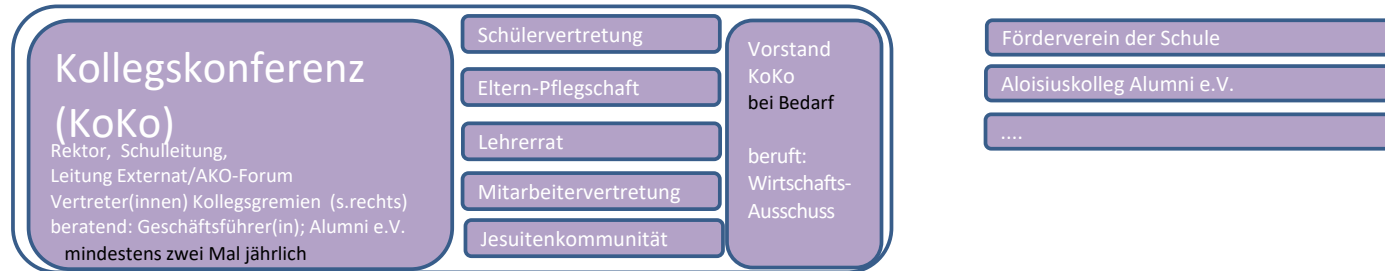 Kollegskonferenz
(KoKo)
Rektor, Schulleitung,
Leitung Externat/AKO-Forum
Vertreter(innen) Kollegsgremien (s.rechts)
beratend: Geschäftsführer(in); Alumni e.V.
mindestens zwei Mal jährlich
Schülervertretung
Eltern-Pflegschaft
Lehrerrat
Mitarbeitervertretung
Jesuitenkommunität
Vorstand
KoKo
bei Bedarf
beruft:
Wirtschafts-
Ausschuss
Förderverein der Schule
Aloisiuskolleg Alumni e.V.
....